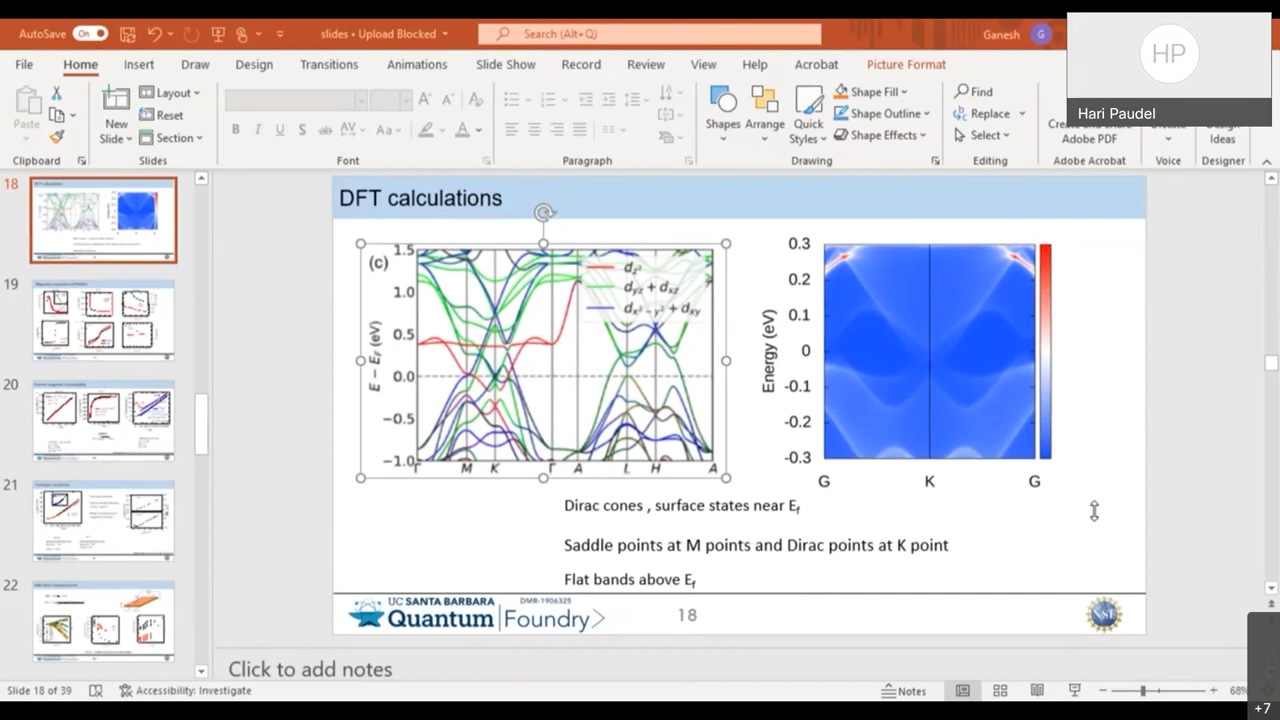 AutoSave On slides • Upload Blocked Search (Alt+Q) Ganesh G
HP
Hari Paudel
File Home Insert Draw Design Transitions Animations Slide Show Record Review View Help Acrobat Picture Format
Paste
New
Slide
Layout
Reset
Section
B I U S ab AV Aa A
Shapes
Arrange
Quick
Styles
Shape Fill
Shape Outline
Shape Effects
Find
Replace
Select
Adobe PDF
Ideas
Clipboard Slides Font Paragraph Drawing Editing Adobe Acrobat Voice Designer
18
19
20
21
22
DFT calculations
(c)
E − E_F (eV)
1.5
1.0
0.5
0.0
−0.5
−1.0
d_z²
d_yz + d_xz
d_x²−y² + d_xy
Γ M K Γ A L H A
Energy (eV)
0.3
0.2
0.1
0
-0.1
-0.2
-0.3
G K G
Dirac cones , surface states near E_f
Saddle points at M points and Dirac points at K point
Flat bands above E_f
UC SANTA BARBARA
Quantum Foundry
DMR-1906325
18
NSF
Click to add notes
Slide 18 of 39 Accessibility: Investigate Notes 68%
+7